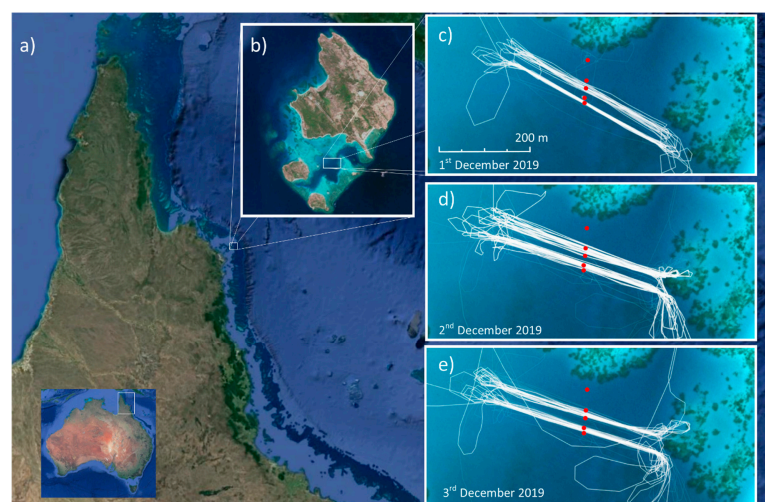 a)
b)
c)
200 m
1st December 2019
d)
2nd December 2019
e)
3rd December 2019